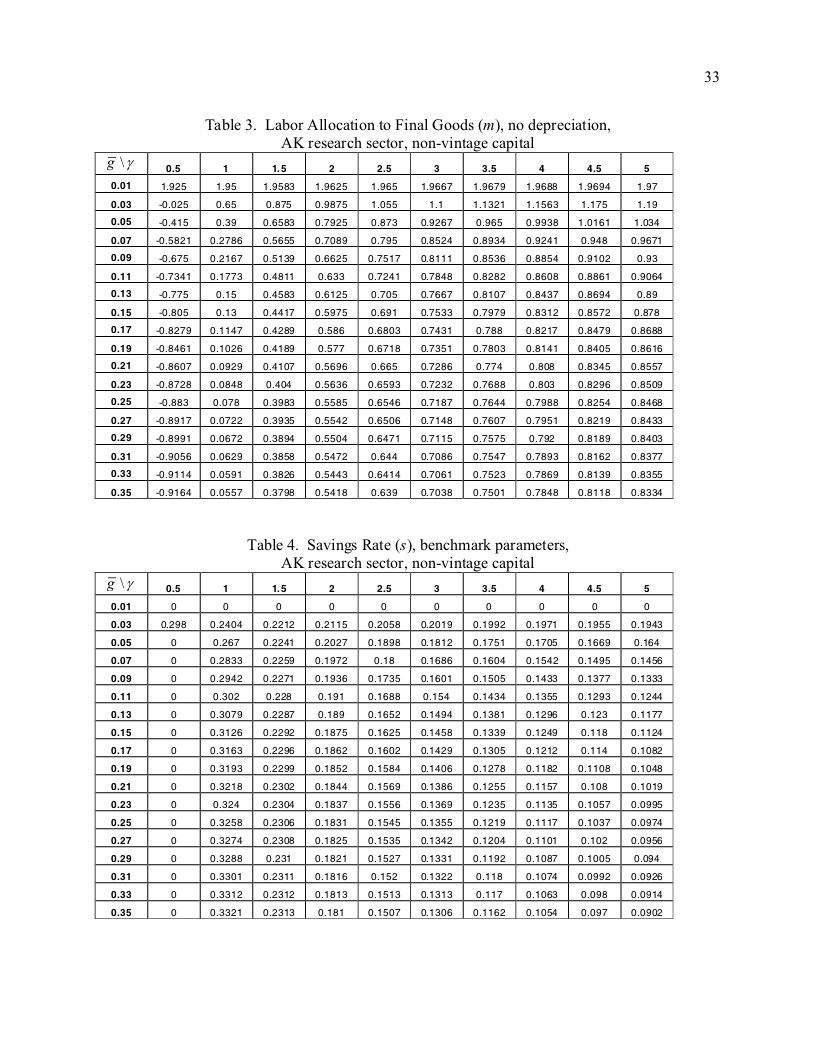 33
Table 3. Labor Allocation to Final Goods (m), no depreciation,
AK research sector, non-vintage capital
g̅ \ γ 0.5 1 1.5 2 2.5 3 3.5 4 4.5 5
0.01 1.925 1.95 1.9583 1.9625 1.965 1.9667 1.9679 1.9688 1.9694 1.97
0.03 -0.025 0.65 0.875 0.9875 1.055 1.1 1.1321 1.1563 1.175 1.19
0.05 -0.415 0.39 0.6583 0.7925 0.873 0.9267 0.965 0.9938 1.0161 1.034
0.07 -0.5821 0.2786 0.5655 0.7089 0.795 0.8524 0.8934 0.9241 0.948 0.9671
0.09 -0.675 0.2167 0.5139 0.6625 0.7517 0.8111 0.8536 0.8854 0.9102 0.93
0.11 -0.7341 0.1773 0.4811 0.633 0.7241 0.7848 0.8282 0.8608 0.8861 0.9064
0.13 -0.775 0.15 0.4583 0.6125 0.705 0.7667 0.8107 0.8437 0.8694 0.89
0.15 -0.805 0.13 0.4417 0.5975 0.691 0.7533 0.7979 0.8312 0.8572 0.878
0.17 -0.8279 0.1147 0.4289 0.586 0.6803 0.7431 0.788 0.8217 0.8479 0.8688
0.19 -0.8461 0.1026 0.4189 0.577 0.6718 0.7351 0.7803 0.8141 0.8405 0.8616
0.21 -0.8607 0.0929 0.4107 0.5696 0.665 0.7286 0.774 0.808 0.8345 0.8557
0.23 -0.8728 0.0848 0.404 0.5636 0.6593 0.7232 0.7688 0.803 0.8296 0.8509
0.25 -0.883 0.078 0.3983 0.5585 0.6546 0.7187 0.7644 0.7988 0.8254 0.8468
0.27 -0.8917 0.0722 0.3935 0.5542 0.6506 0.7148 0.7607 0.7951 0.8219 0.8433
0.29 -0.8991 0.0672 0.3894 0.5504 0.6471 0.7115 0.7575 0.792 0.8189 0.8403
0.31 -0.9056 0.0629 0.3858 0.5472 0.644 0.7086 0.7547 0.7893 0.8162 0.8377
0.33 -0.9114 0.0591 0.3826 0.5443 0.6414 0.7061 0.7523 0.7869 0.8139 0.8355
0.35 -0.9164 0.0557 0.3798 0.5418 0.639 0.7038 0.7501 0.7848 0.8118 0.8334
Table 4. Savings Rate (s), benchmark parameters,
AK research sector, non-vintage capital
g̅ \ γ 0.5 1 1.5 2 2.5 3 3.5 4 4.5 5
0.01 0 0 0 0 0 0 0 0 0 0
0.03 0.298 0.2404 0.2212 0.2115 0.2058 0.2019 0.1992 0.1971 0.1955 0.1943
0.05 0 0.267 0.2241 0.2027 0.1898 0.1812 0.1751 0.1705 0.1669 0.164
0.07 0 0.2833 0.2259 0.1972 0.18 0.1686 0.1604 0.1542 0.1495 0.1456
0.09 0 0.2942 0.2271 0.1936 0.1735 0.1601 0.1505 0.1433 0.1377 0.1333
0.11 0 0.302 0.228 0.191 0.1688 0.154 0.1434 0.1355 0.1293 0.1244
0.13 0 0.3079 0.2287 0.189 0.1652 0.1494 0.1381 0.1296 0.123 0.1177
0.15 0 0.3126 0.2292 0.1875 0.1625 0.1458 0.1339 0.1249 0.118 0.1124
0.17 0 0.3163 0.2296 0.1862 0.1602 0.1429 0.1305 0.1212 0.114 0.1082
0.19 0 0.3193 0.2299 0.1852 0.1584 0.1406 0.1278 0.1182 0.1108 0.1048
0.21 0 0.3218 0.2302 0.1844 0.1569 0.1386 0.1255 0.1157 0.108 0.1019
0.23 0 0.324 0.2304 0.1837 0.1556 0.1369 0.1235 0.1135 0.1057 0.0995
0.25 0 0.3258 0.2306 0.1831 0.1545 0.1355 0.1219 0.1117 0.1037 0.0974
0.27 0 0.3274 0.2308 0.1825 0.1535 0.1342 0.1204 0.1101 0.102 0.0956
0.29 0 0.3288 0.231 0.1821 0.1527 0.1331 0.1192 0.1087 0.1005 0.094
0.31 0 0.3301 0.2311 0.1816 0.152 0.1322 0.118 0.1074 0.0992 0.0926
0.33 0 0.3312 0.2312 0.1813 0.1513 0.1313 0.117 0.1063 0.098 0.0914
0.35 0 0.3321 0.2313 0.181 0.1507 0.1306 0.1162 0.1054 0.097 0.0902